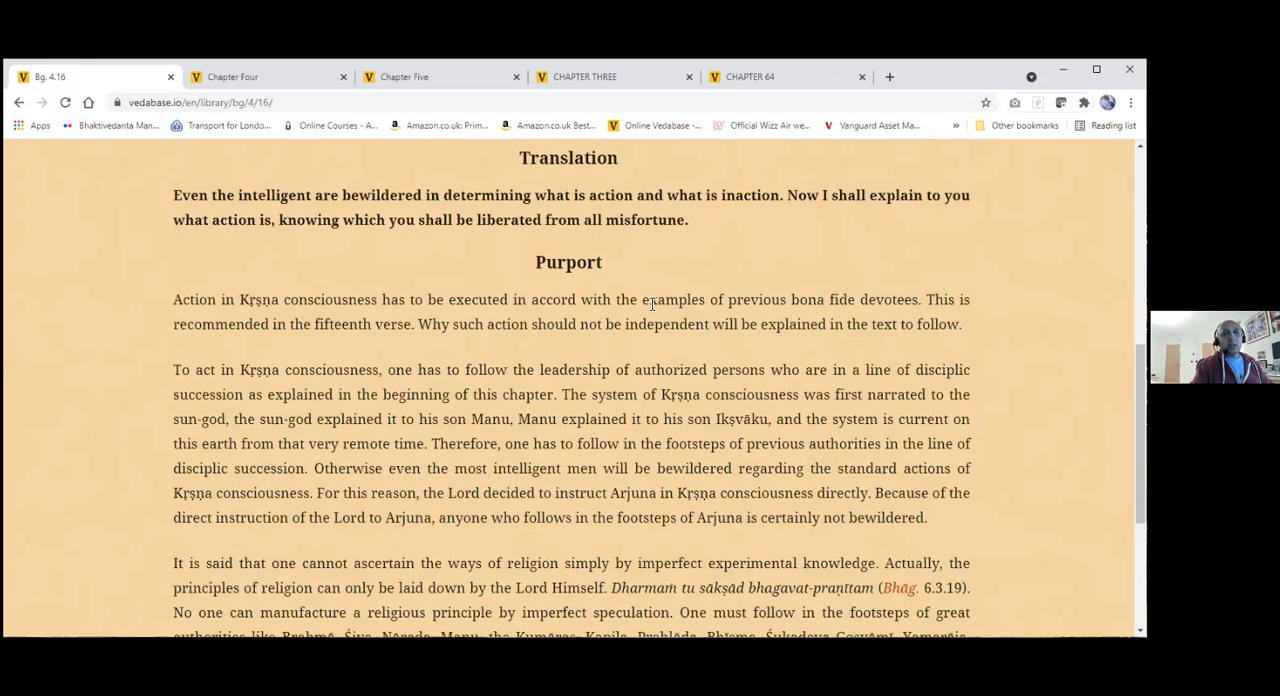 Bg. 4.16
Chapter Four
Chapter Five
CHAPTER THREE
CHAPTER 64
vedabase.io/en/library/bg/4/16/
Apps Bhaktivedanta Man... Transport for Londo... Online Courses - A... Amazon.co.uk: Prim... Amazon.co.uk Best... Online Vedabase -... Official Wizz Air we... Vanguard Asset Ma... » Other bookmarks Reading list
Translation
Even the intelligent are bewildered in determining what is action and what is inaction. Now I shall explain to you
what action is, knowing which you shall be liberated from all misfortune.
Purport
Action in Kṛṣṇa consciousness has to be executed in accord with the examples of previous bona fide devotees. This is
recommended in the fifteenth verse. Why such action should not be independent will be explained in the text to follow.
To act in Kṛṣṇa consciousness, one has to follow the leadership of authorized persons who are in a line of disciplic
succession as explained in the beginning of this chapter. The system of Kṛṣṇa consciousness was first narrated to the
sun-god, the sun-god explained it to his son Manu, Manu explained it to his son Ikṣvāku, and the system is current on
this earth from that very remote time. Therefore, one has to follow in the footsteps of previous authorities in the line of
disciplic succession. Otherwise even the most intelligent men will be bewildered regarding the standard actions of
Kṛṣṇa consciousness. For this reason, the Lord decided to instruct Arjuna in Kṛṣṇa consciousness directly. Because of the
direct instruction of the Lord to Arjuna, anyone who follows in the footsteps of Arjuna is certainly not bewildered.
It is said that one cannot ascertain the ways of religion simply by imperfect experimental knowledge. Actually, the
principles of religion can only be laid down by the Lord Himself. Dharmaṁ tu sākṣād bhagavat-praṇītam (Bhāg. 6.3.19).
No one can manufacture a religious principle by imperfect speculation. One must follow in the footsteps of great
authorities like Brahmā, Śiva, Nārada, Manu, the Kumāras, Kapila, Prahlāda, Bhīṣma, Śukadeva Gosvāmī, Yamarāja,